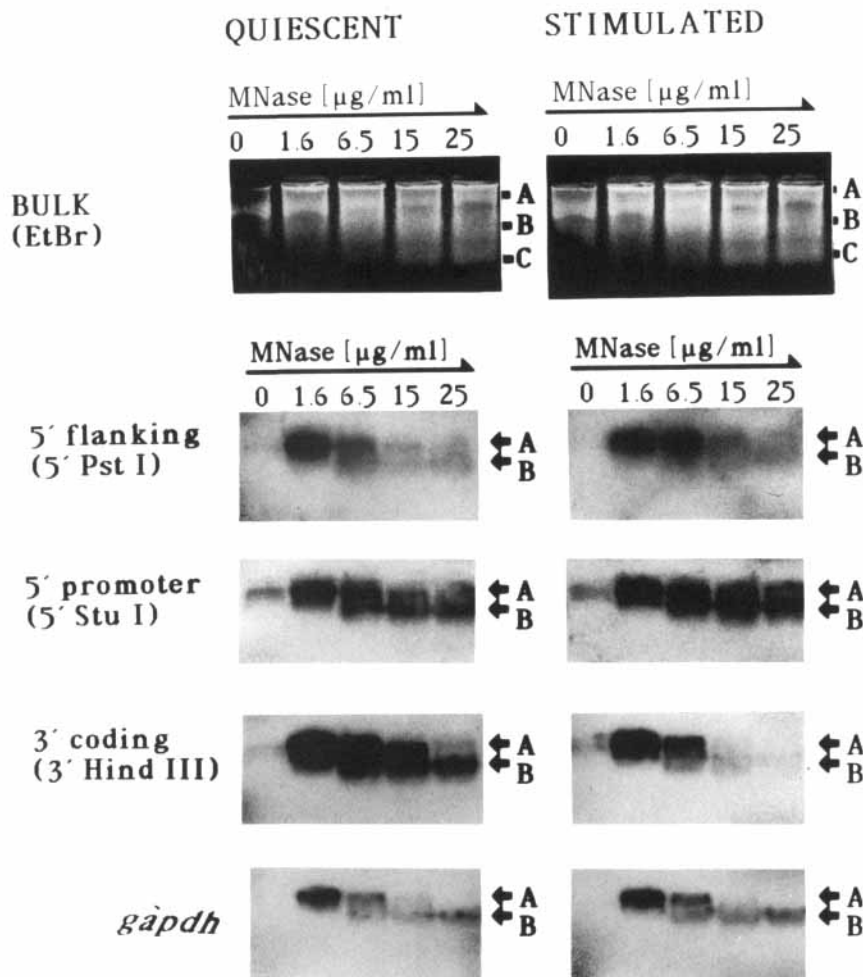 QUIESCENT STIMULATED
MNase [µg/ml] MNase [µg/ml]
0 1.6 6.5 15 25 0 1.6 6.5 15 25
BULK
(EtBr)
A A
B B
C C
MNase [µg/ml] MNase [µg/ml]
0 1.6 6.5 15 25 0 1.6 6.5 15 25
5´ flanking
(5´ Pst I)
A A
B B
5´ promoter
(5´ Stu I)
A A
B B
3´ coding
(3´ Hind III)
A A
B B
gapdh
A A
B B